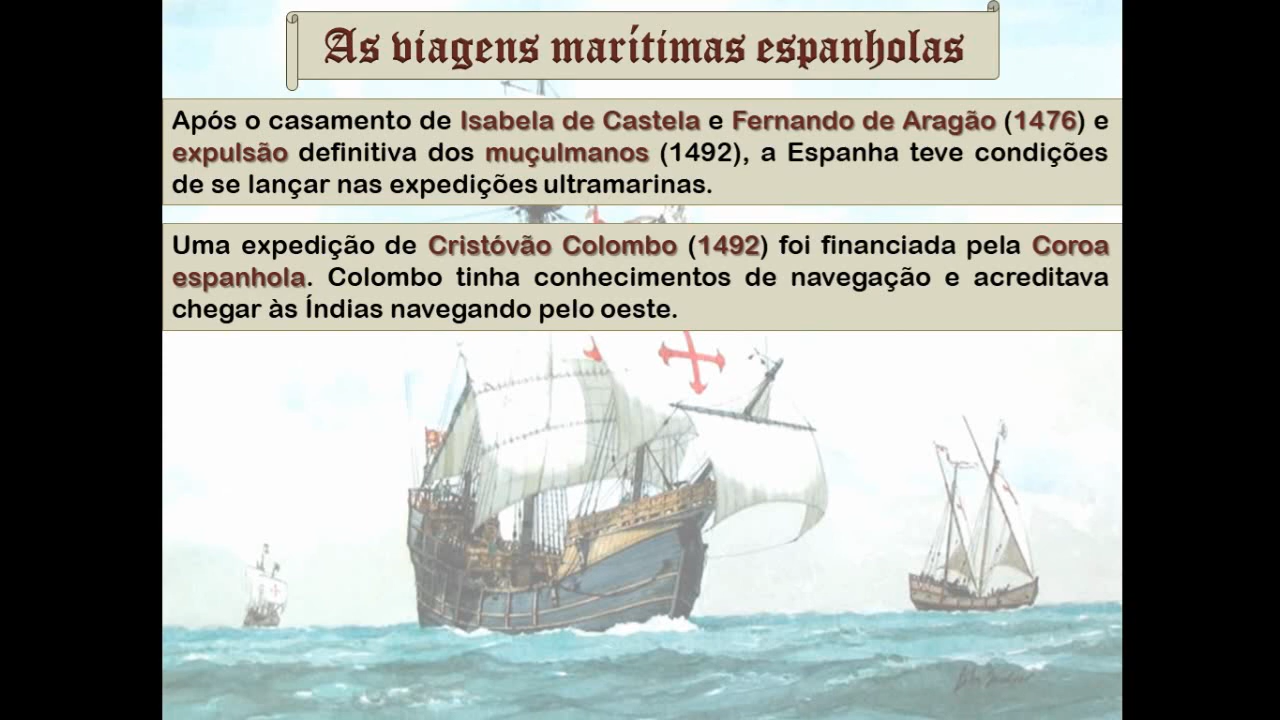 As viagens marítimas espanholas
Após o casamento de Isabela de Castela e Fernando de Aragão (1476) e
expulsão definitiva dos muçulmanos (1492), a Espanha teve condições
de se lançar nas expedições ultramarinas.
Uma expedição de Cristóvão Colombo (1492) foi financiada pela Coroa
espanhola. Colombo tinha conhecimentos de navegação e acreditava
chegar às Índias navegando pelo oeste.